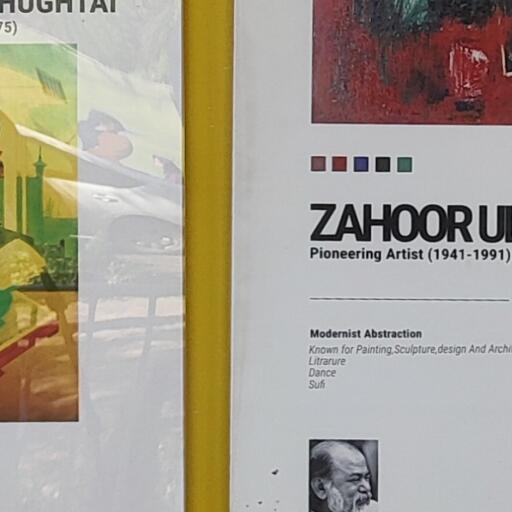 HUGHTAI
75)
ZAHOOR U
Pioneering Artist (1941-1991)
Modernist Abstraction
Known for Painting,Sculpture,design And Archi
Litrarure
Dance
Sufi